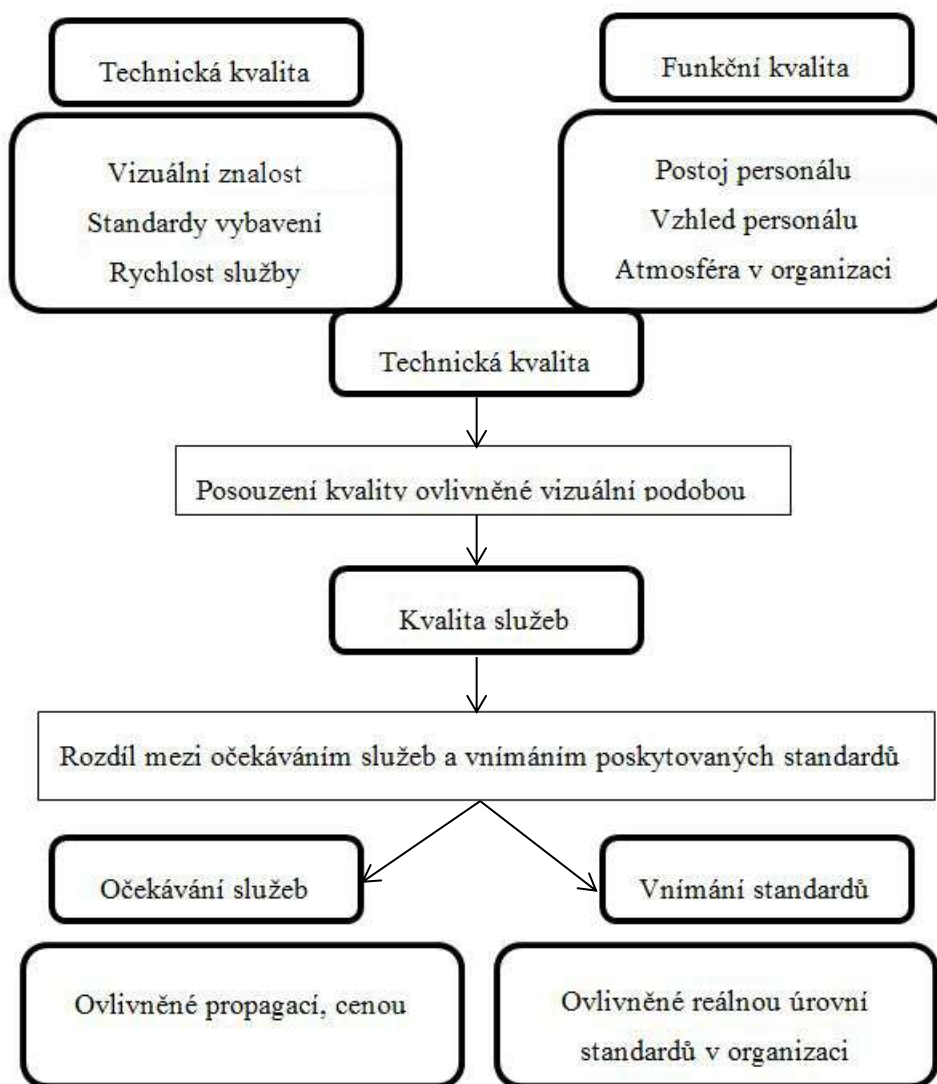 Technická kvalita
Funkční kvalita
Vizuální znalost
Standardy vybavení
Rychlost služby
Postoj personálu
Vzhled personálu
Atmosféra v organizaci
Technická kvalita
Posouzení kvality ovlivněné vizuální podobou
Kvalita služeb
Rozdíl mezi očekáváním služeb a vnímáním poskytovaných standardů
Očekávání služeb
Vnímání standardů
Ovlivněné propagací, cenou
Ovlivněné reálnou úrovní
standardů v organizaci